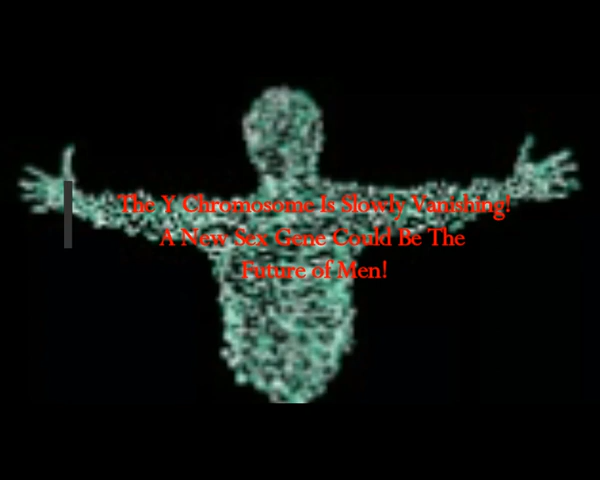 The Y Chromosome Is Slowly Vanishing!
A New Sex Gene Could Be The
Future of Men!